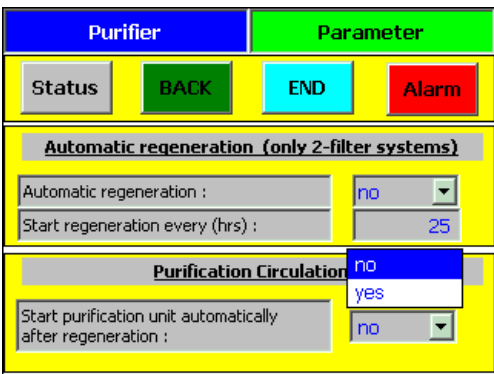 Purifier Parameter
Status BACK END Alarm
Automatic regeneration (only 2-filter systems)
Automatic regeneration : no
Start regeneration every (hrs) : 25
Purification Circulation
no
yes
Start purification unit automatically
after regeneration : no